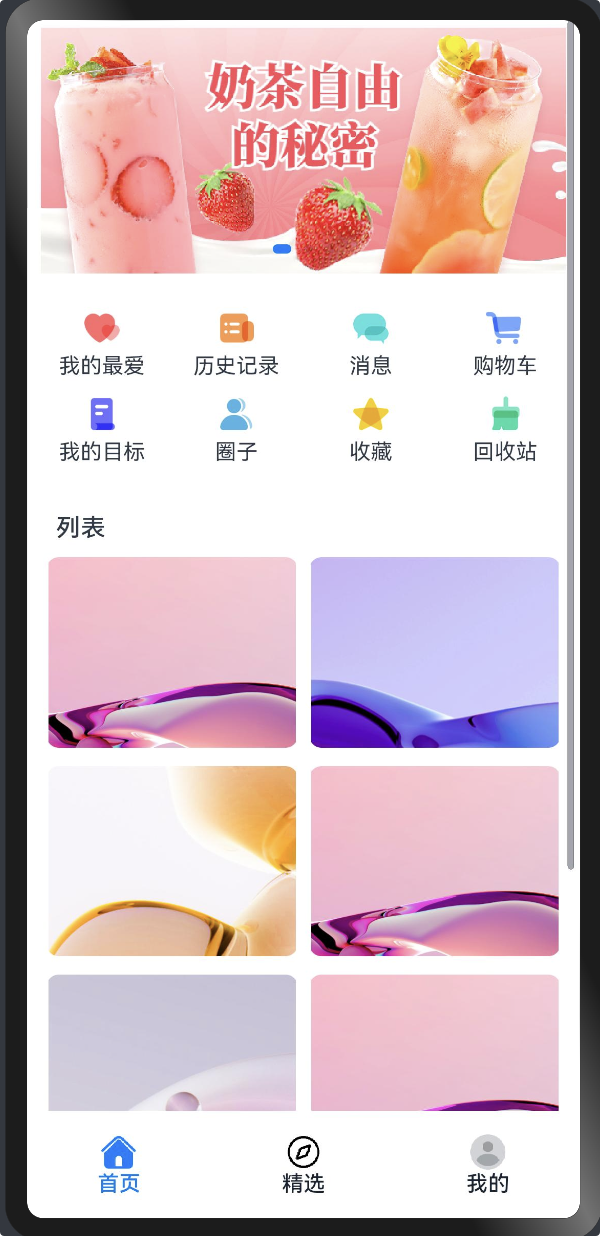 奶茶自由
的秘密
我的最爱 历史记录 消息 购物车
我的目标 圈子 收藏 回收站
列表
首页 精选 我的